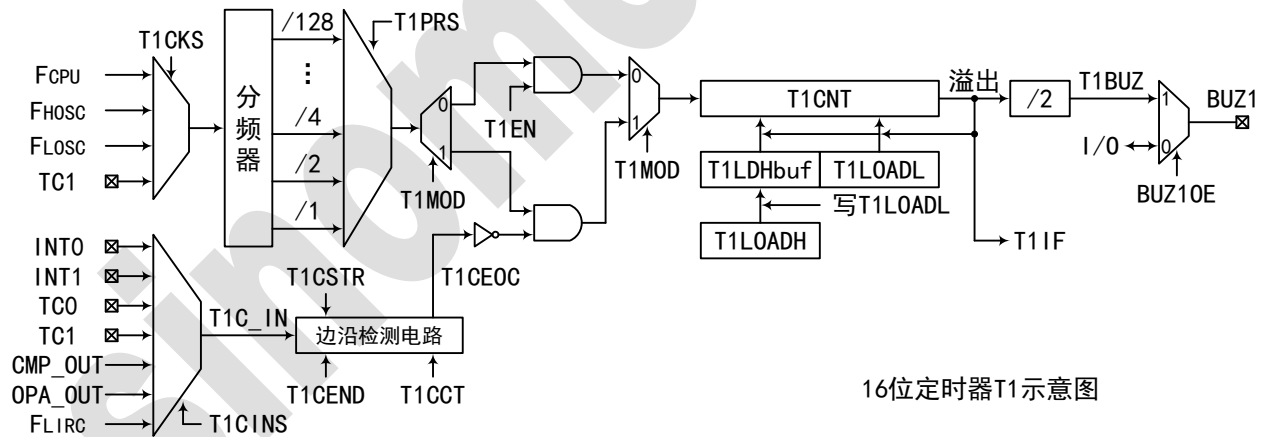 T1CKS
FCPU
FHOSC
FLOSC
TC1
分频器
/128
⋮
/4
/2
/1
T1PRS
0
1
T1MOD
T1EN
0
1
T1MOD
T1CNT
溢出
/2
T1BUZ
1
0
I/O
BUZ1OE
BUZ1
T1LDHbuf
T1LOADL
写T1LOADL
T1LOADH
T1IF
INT0
INT1
TC0
TC1
CMP_OUT
OPA_OUT
FLIRC
T1CINS
T1C_IN
T1CSTR
边沿检测电路
T1CEND
T1CCT
T1CEOC
16位定时器T1示意图